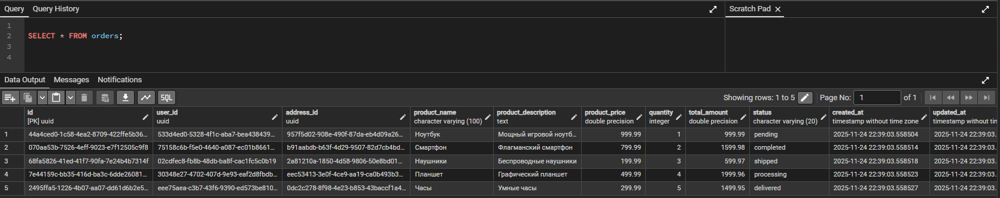 Query Query History Scratch Pad
1
2 SELECT * FROM orders;
3
4
Data Output Messages Notifications
SQL Showing rows: 1 to 5 Page No: 1 of 1
id user_id address_id product_name product_description product_price quantity total_amount status created_at updated_at
[PK] uuid uuid uuid character varying (100) text double precision integer double precision character varying (20) timestamp without time zone timestamp without tin
1 44a4ced0-1c58-4ea2-8709-422ffe5b36... 533d4ed0-5328-4f1c-aba7-bea438439... 957f5d02-908e-490f-87da-eb4d09a26... Ноутбук Мощный игровой ноутб... 999.99 1 999.99 pending 2025-11-24 22:39:03.558504 2025-11-24 22:39:03.
2 070aa53b-7526-4eff-9023-e7f12505c9f8 75158c6b-f5e0-4640-a087-ec01b8661... b91aabdb-b63f-4d29-9507-82d7cb4bd... Смартфон Флагманский смартфон 799.99 2 1599.98 completed 2025-11-24 22:39:03.558514 2025-11-24 22:39:03.
3 68fa5826-41ed-41f7-90fa-7e24b4b7314f 02cdfec8-fb8b-48db-ba8f-cac1fc5c0b19 2a81210a-1850-4d58-9806-50e8bd01... Наушники Беспроводные наушники 199.99 3 599.97 shipped 2025-11-24 22:39:03.558518 2025-11-24 22:39:03.
4 7e44159c-bb35-416d-ba3c-6dde26081... 30348e27-4702-407d-9e93-eaf2d8fbdb... eec53413-3e0f-4ce9-aa19-ca0b493b3... Планшет Графический планшет 499.99 4 1999.96 processing 2025-11-24 22:39:03.558523 2025-11-24 22:39:03.
5 2495ffa5-1226-4b07-aa07-dd61d6b2e5... eee75aea-c3b7-43f6-9390-ed573be810... 0dc2c278-8f98-4e23-b853-43baccf1a4... Часы Умные часы 299.99 5 1499.95 delivered 2025-11-24 22:39:03.558527 2025-11-24 22:39:03.